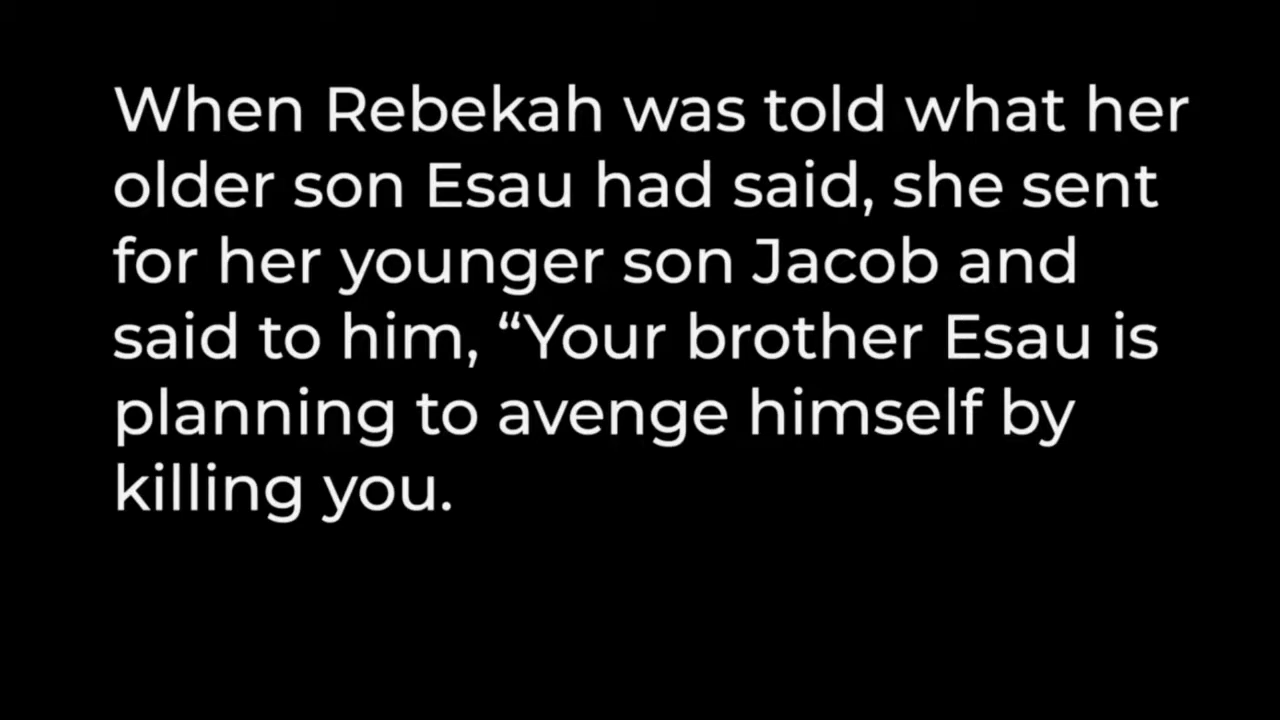 When Rebekah was told what her
older son Esau had said, she sent
for her younger son Jacob and
said to him, “Your brother Esau is
planning to avenge himself by
killing you.